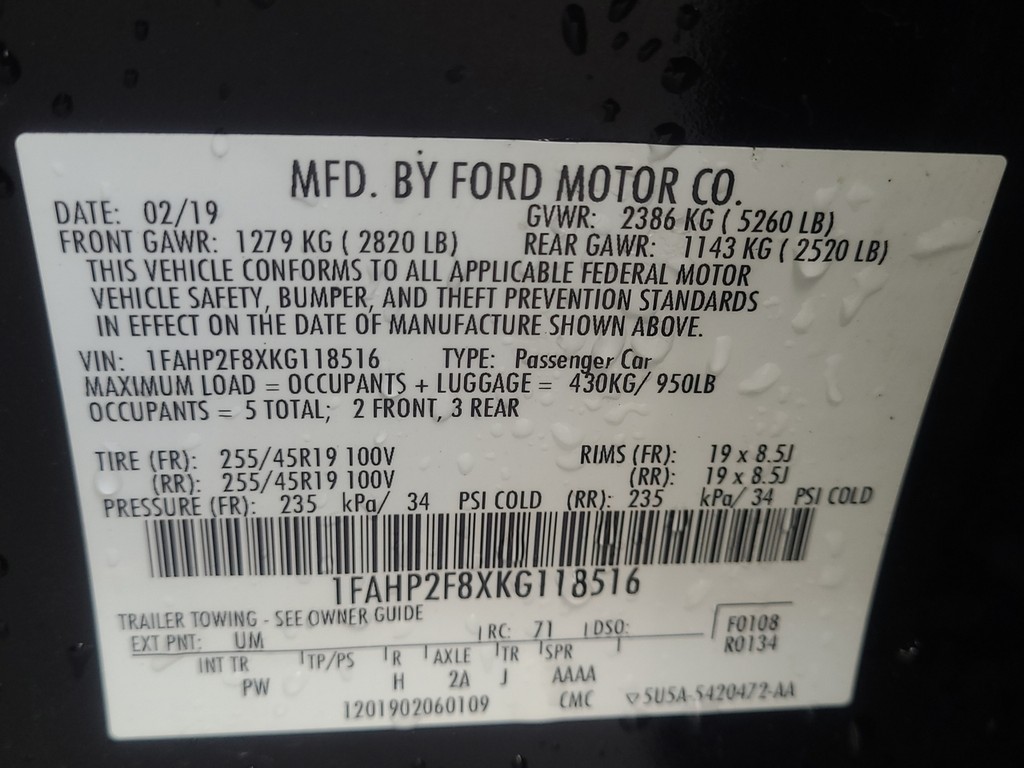 MFD. BY FORD MOTOR CO.
DATE: 02/19 GVWR: 2386 KG ( 5260 LB)
FRONT GAWR: 1279 KG ( 2820 LB) REAR GAWR: 1143 KG ( 2520 LB)
THIS VEHICLE CONFORMS TO ALL APPLICABLE FEDERAL MOTOR
VEHICLE SAFETY, BUMPER, AND THEFT PREVENTION STANDARDS
IN EFFECT ON THE DATE OF MANUFACTURE SHOWN ABOVE.
VIN: 1FAHP2F8XKG118516 TYPE: Passenger Car
MAXIMUM LOAD = OCCUPANTS + LUGGAGE = 430KG/ 950LB
OCCUPANTS = 5 TOTAL; 2 FRONT, 3 REAR
TIRE (FR): 255/45R19 100V RIMS (FR): 19 x 8.5J
(RR): 255/45R19 100V (RR): 19 x 8.5J
PRESSURE (FR): 235 kPa/ 34 PSI COLD (RR): 235 kPa/ 34 PSI COLD
1FAHP2F8XKG118516
TRAILER TOWING - SEE OWNER GUIDE
EXT PNT: UM RC: 71 DSO: F0108
R0134
INT TR TP/PS R AXLE TR SPR
PW H 2A J AAAA
1201902060109 CMC 5U5A-5420472-AA